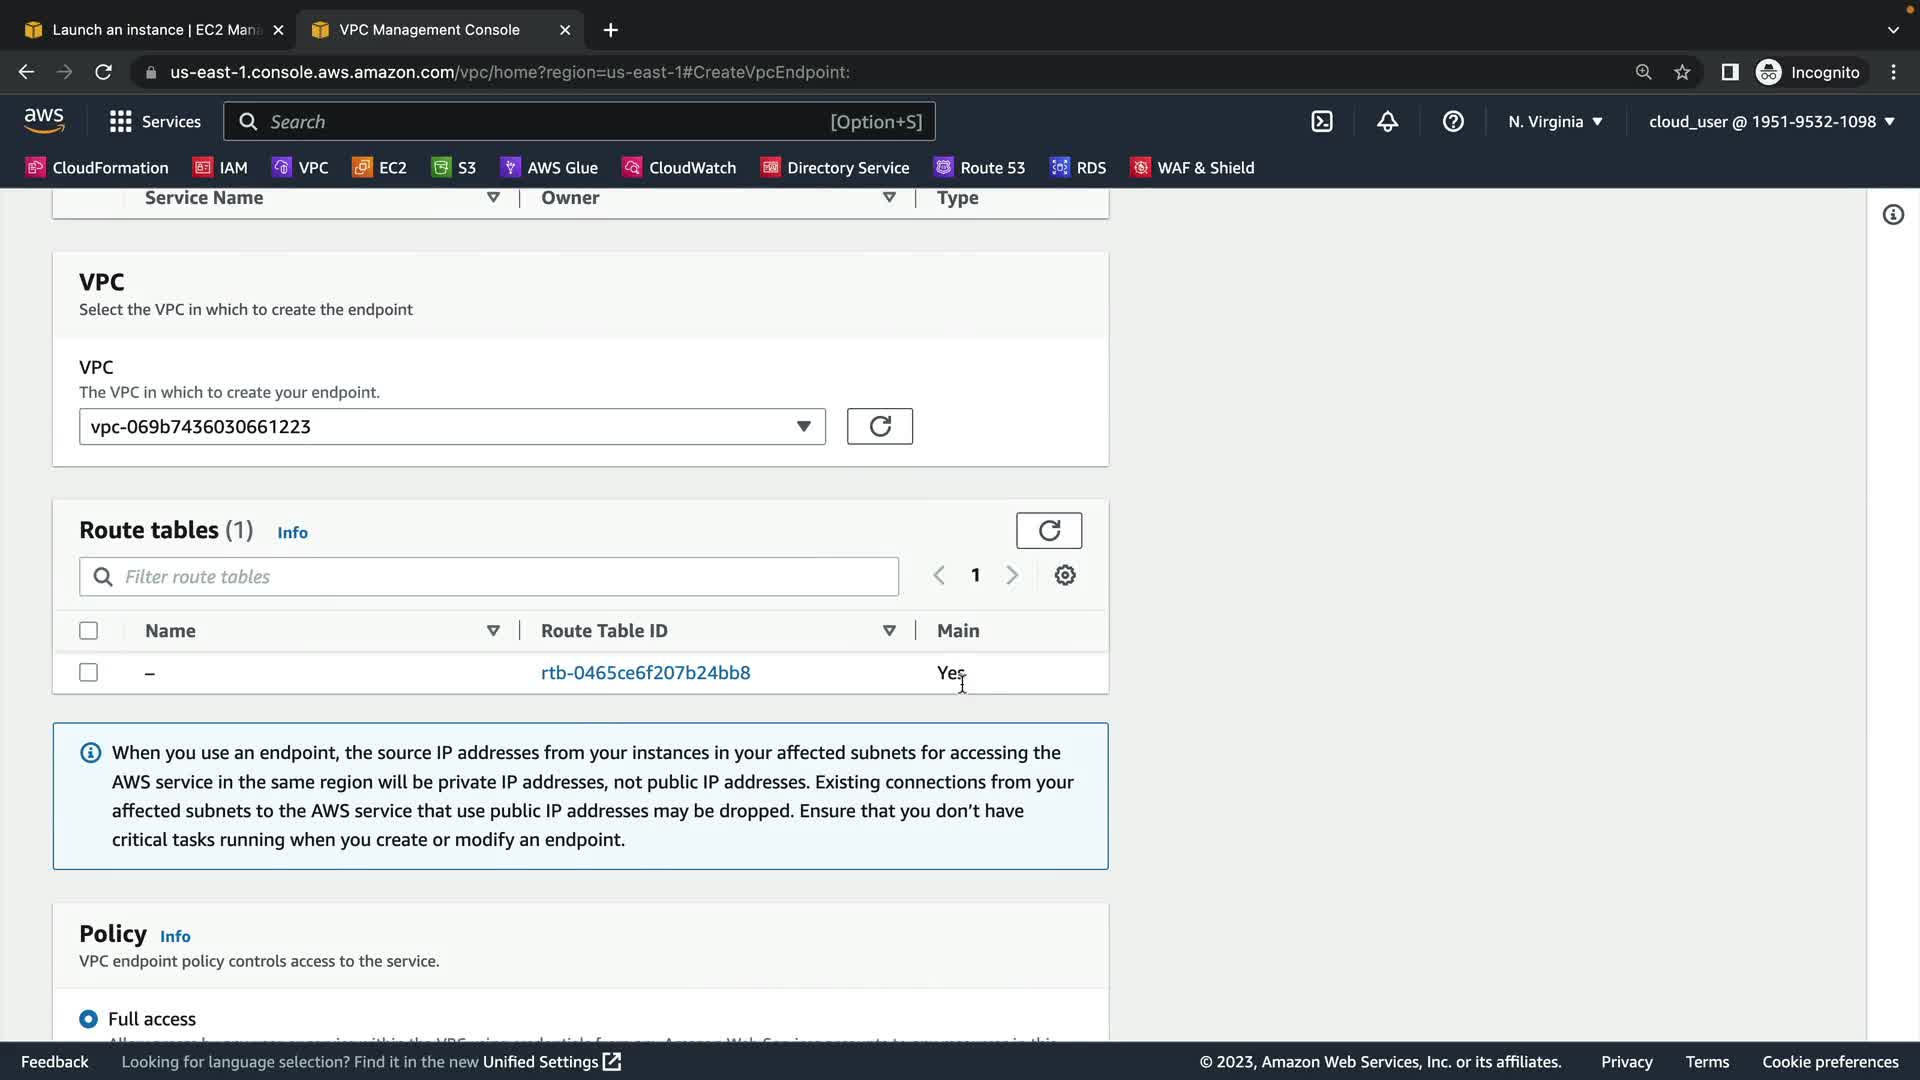 Launch an instance | EC2 Mana
VPC Management Console
us-east-1.console.aws.amazon.com/vpc/home?region=us-east-1#CreateVpcEndpoint:
Incognito
aws
Services
Search
[Option+S]
N. Virginia
cloud_user @ 1951-9532-1098
CloudFormation
IAM
VPC
EC2
S3
AWS Glue
CloudWatch
Directory Service
Route 53
RDS
WAF & Shield
Service Name
Owner
Type
VPC
Select the VPC in which to create the endpoint
VPC
The VPC in which to create your endpoint.
vpc-069b7436030661223
Route tables (1) Info
Filter route tables
1
Name
Route Table ID
Main
–
rtb-0465ce6f207b24bb8
Yes
When you use an endpoint, the source IP addresses from your instances in your affected subnets for accessing the
AWS service in the same region will be private IP addresses, not public IP addresses. Existing connections from your
affected subnets to the AWS service that use public IP addresses may be dropped. Ensure that you don't have
critical tasks running when you create or modify an endpoint.
Policy Info
VPC endpoint policy controls access to the service.
Full access
Feedback
Looking for language selection? Find it in the new Unified Settings
© 2023, Amazon Web Services, Inc. or its affiliates.
Privacy
Terms
Cookie preferences